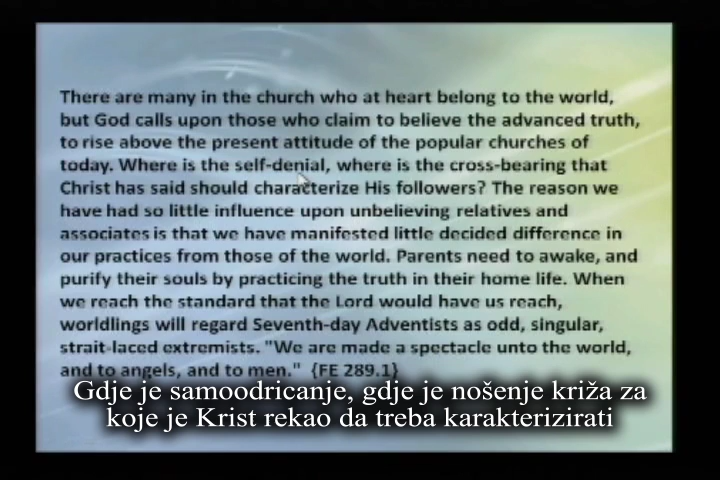 There are many in the church who at heart belong to the world,
but God calls upon those who claim to believe the advanced truth,
to rise above the present attitude of the popular churches of
today. Where is the self-denial, where is the cross-bearing that
Christ has said should characterize His followers? The reason we
have had so little influence upon unbelieving relatives and
associates is that we have manifested little decided difference in
our practices from those of the world. Parents need to awake, and
purify their souls by practicing the truth in their home life. When
we reach the standard that the Lord would have us reach,
worldlings will regard Seventh-day Adventists as odd, singular,
strait-laced extremists. "We are made a spectacle unto the world,
and to angels, and to men." {FE 289.1}
Gdje je samoodricanje, gdje je nošenje križa za
koje je Krist rekao da treba karakterizirati